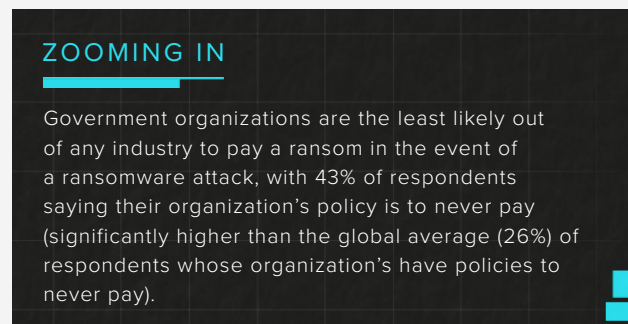 ZOOMING IN
Government organizations are the least likely out
of any industry to pay a ransom in the event of
a ransomware attack, with 43% of respondents
saying their organization’s policy is to never pay
(significantly higher than the global average (26%) of
respondents whose organization’s have policies to
never pay).